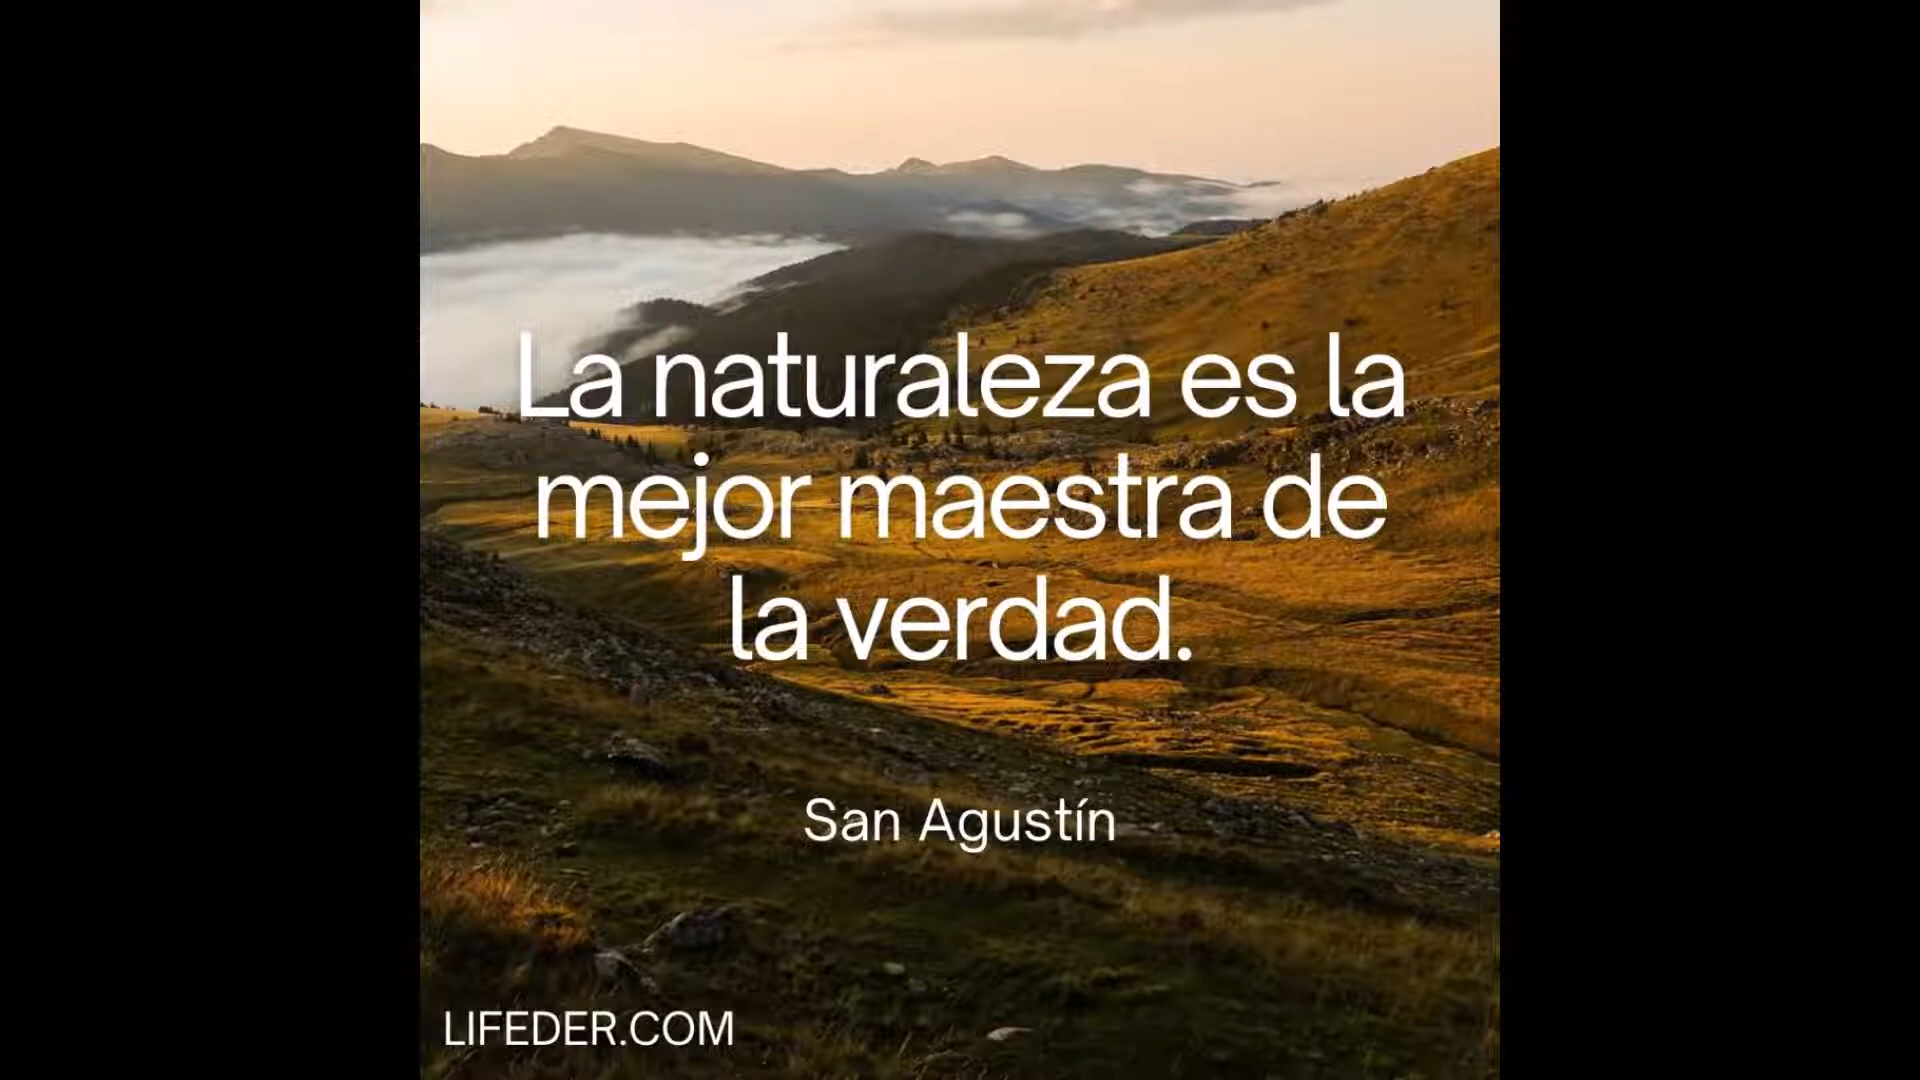 La naturaleza es la
mejor maestra de
la verdad.
San Agustín
LIFEDER.COM